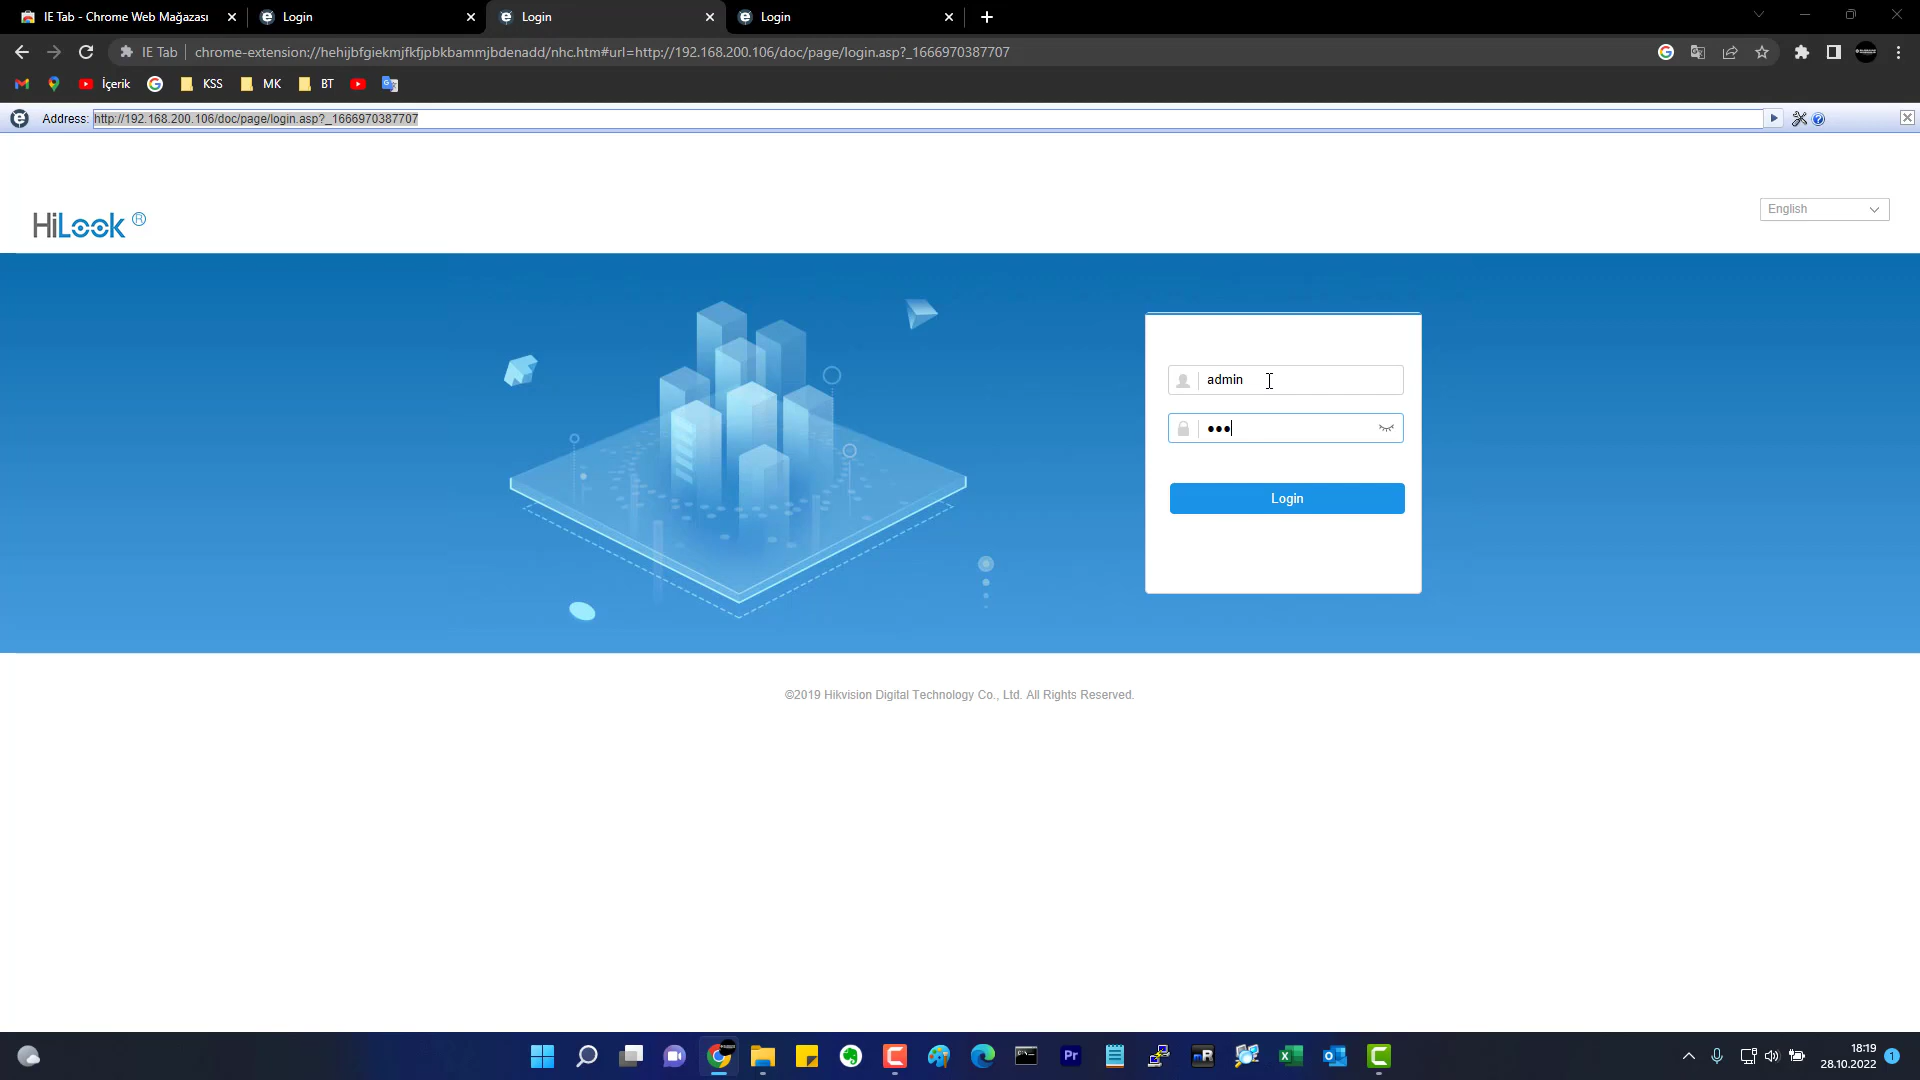 IE Tab - Chrome Web Mağazası
Login
Login
Login
IE Tab
chrome-extension://hehijbfgiekmjfkfjpbkbammjbdenadd/nhc.htm#url=http://192.168.200.106/doc/page/login.asp?_1666970387707
İçerik
KSS
MK
BT
Address:
http://192.168.200.106/doc/page/login.asp?_1666970387707
HiLook ®
English
admin
•••
Login
©2019 Hikvision Digital Technology Co., Ltd. All Rights Reserved.
Pr
18:19
28.10.2022
1